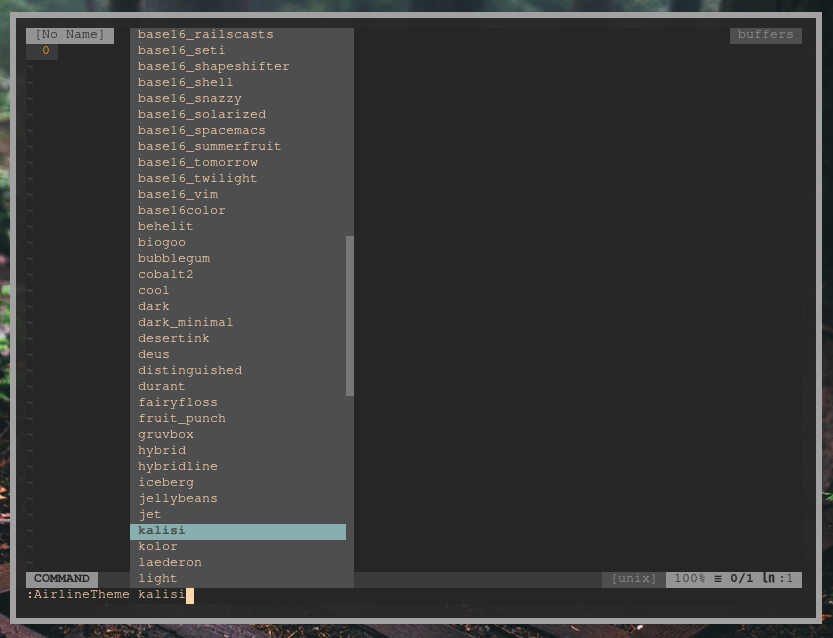 [No Name] base16_railscasts buffers
0 base16_seti
~ base16_shapeshifter
~ base16_shell
~ base16_snazzy
~ base16_solarized
~ base16_spacemacs
~ base16_summerfruit
~ base16_tomorrow
~ base16_twilight
~ base16_vim
~ base16color
~ behelit
~ biogoo
~ bubblegum
~ cobalt2
~ cool
~ dark
~ dark_minimal
~ desertink
~ deus
~ distinguished
~ durant
~ fairyfloss
~ fruit_punch
~ gruvbox
~ hybrid
~ hybridline
~ iceberg
~ jellybeans
~ jet
~ kalisi
~ kolor
~ laederon
COMMAND light [unix] 100% ≡ 0/1 ln :1
:AirlineTheme kalisi